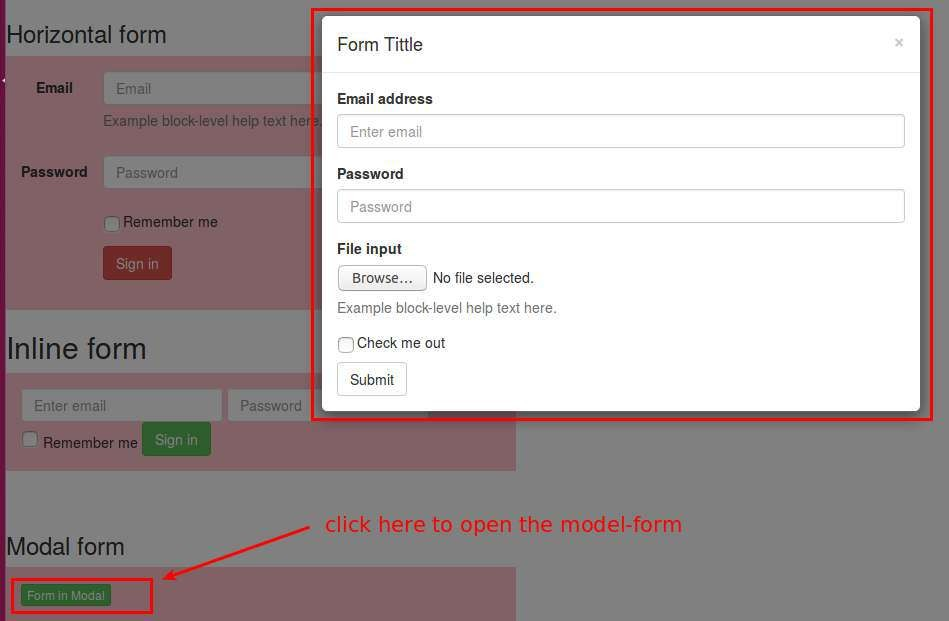 Horizontal form
Email
Email
Example block-level help text here.
Password
Password
Remember me
Sign in
Form Tittle
×
Email address
Enter email
Password
Password
File input
Browse... No file selected.
Example block-level help text here.
Check me out
Submit
Inline form
Enter email
Password
Remember me
Sign in
click here to open the model-form
Modal form
Form in Modal